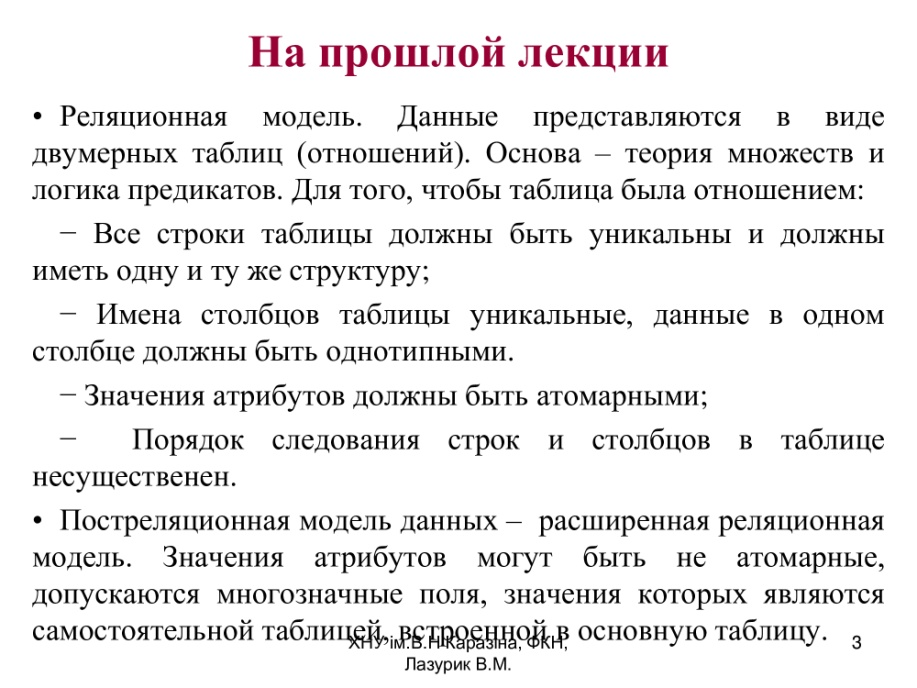 На прошлой лекции
• Реляционная модель. Данные представляются в виде
двумерных таблиц (отношений). Основа – теория множеств и
логика предикатов. Для того, чтобы таблица была отношением:
− Все строки таблицы должны быть уникальны и должны
иметь одну и ту же структуру;
− Имена столбцов таблицы уникальные, данные в одном
столбце должны быть однотипными.
− Значения атрибутов должны быть атомарными;
− Порядок следования строк и столбцов в таблице
несущественен.
• Постреляционная модель данных – расширенная реляционная
модель. Значения атрибутов могут быть не атомарные,
допускаются многозначные поля, значения которых являются
самостоятельной таблицей, встроенной в основную таблицу.
ХНУ ім.В.Н Каразіна, ФКН,
Лазурик В.М.
3